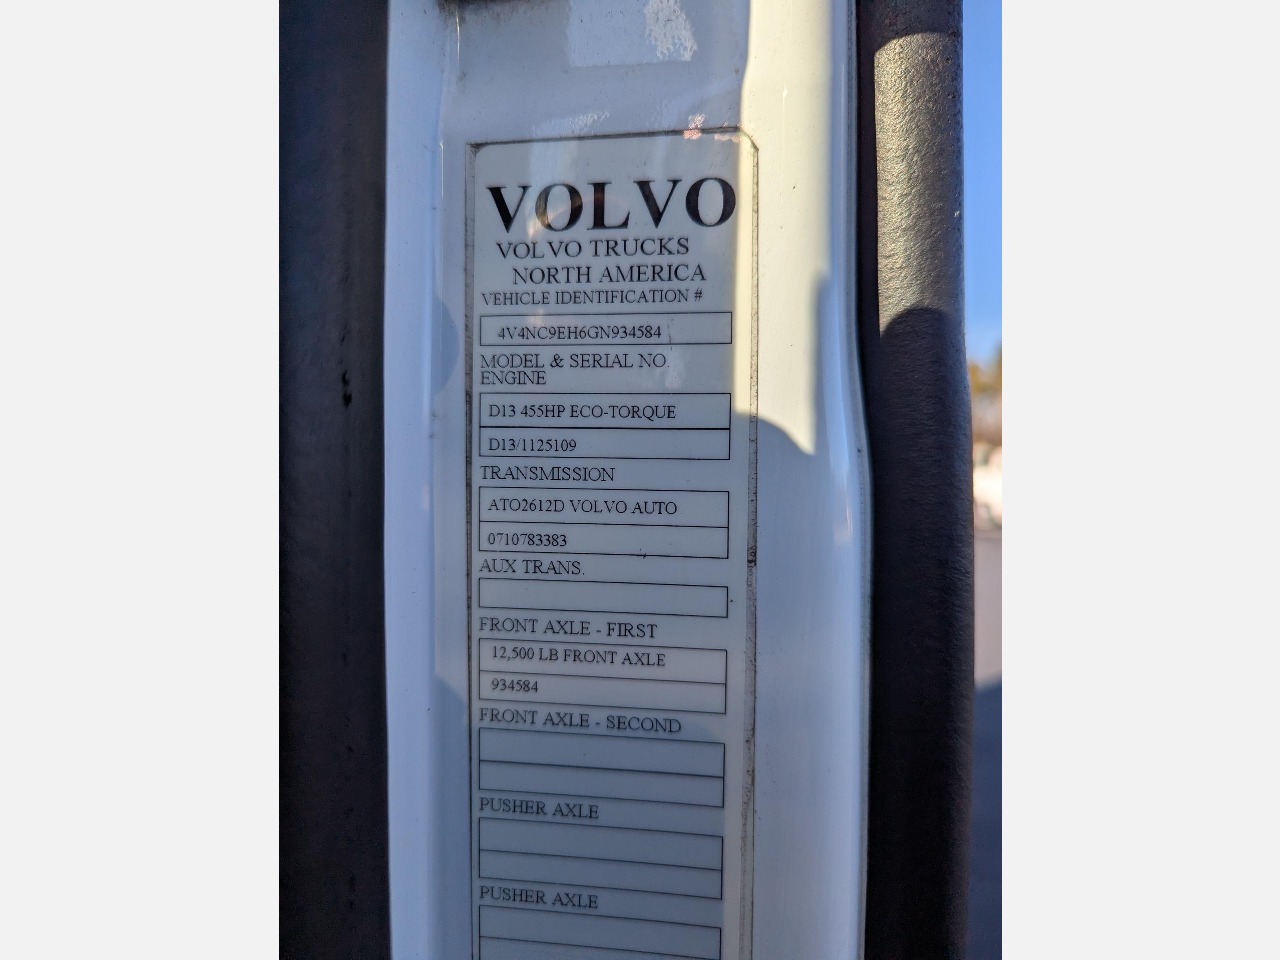 VOLVO
VOLVO TRUCKS
NORTH AMERICA
VEHICLE IDENTIFICATION #
4V4NC9EH6GN934584
MODEL & SERIAL NO.
ENGINE
D13 455HP ECO-TORQUE
D13/1125109
TRANSMISSION
ATO2612D VOLVO AUTO
0710783383
AUX TRANS.
FRONT AXLE - FIRST
12,500 LB FRONT AXLE
934584
FRONT AXLE - SECOND
PUSHER AXLE
PUSHER AXLE